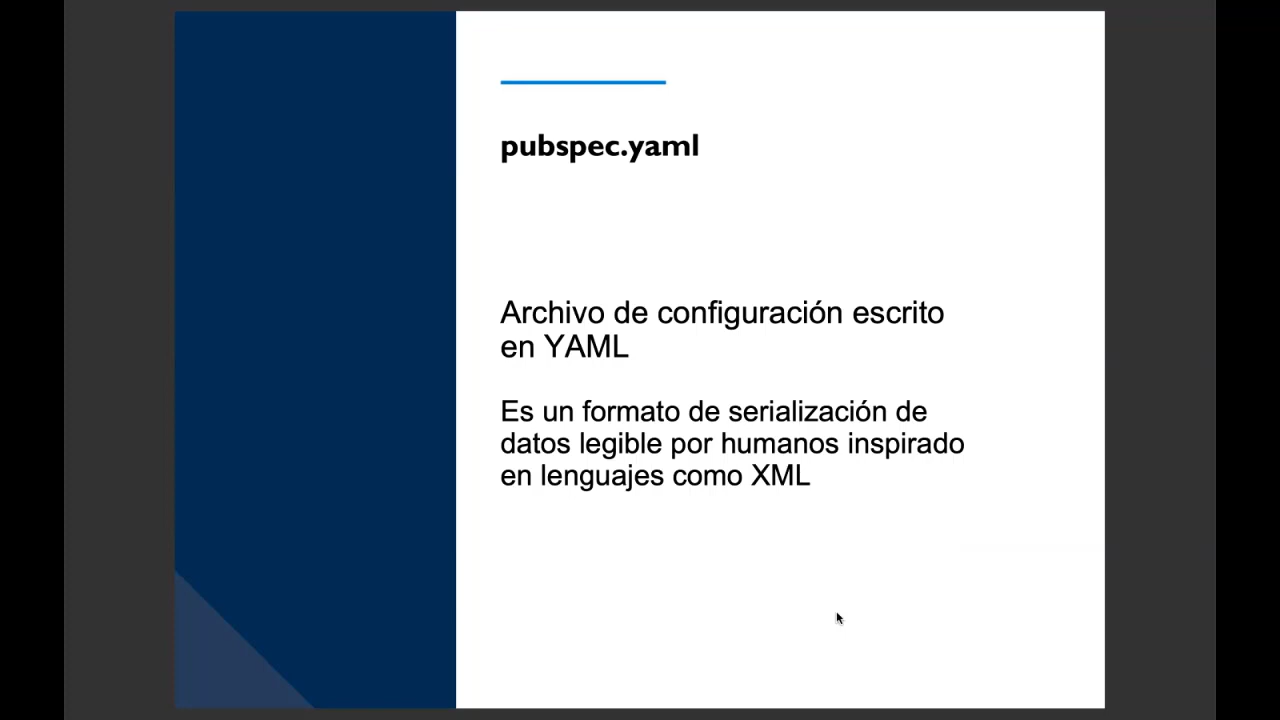 pubspec.yaml
Archivo de configuración escrito
en YAML
Es un formato de serialización de
datos legible por humanos inspirado
en lenguajes como XML